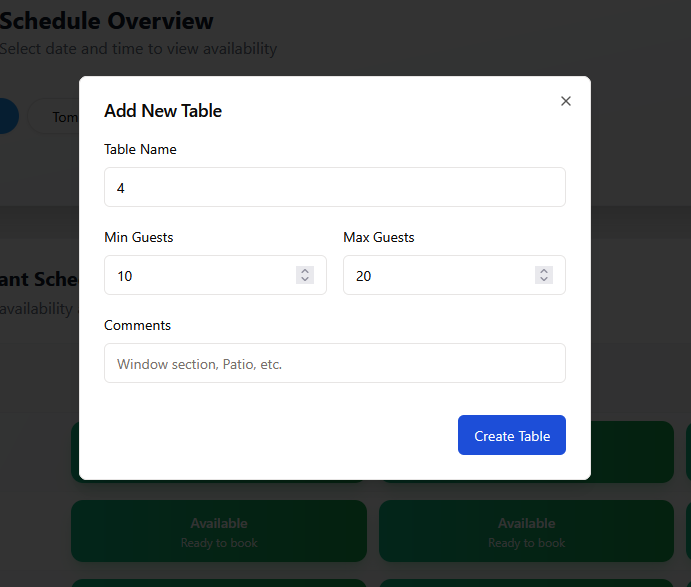 Schedule Overview
Select date and time to view availability
Tom
Add New Table
Table Name
4
Min Guests
Max Guests
10
20
ant Sche
availability
Comments
Window section, Patio, etc.
Create Table
Available
Available
Ready to book
Ready to book